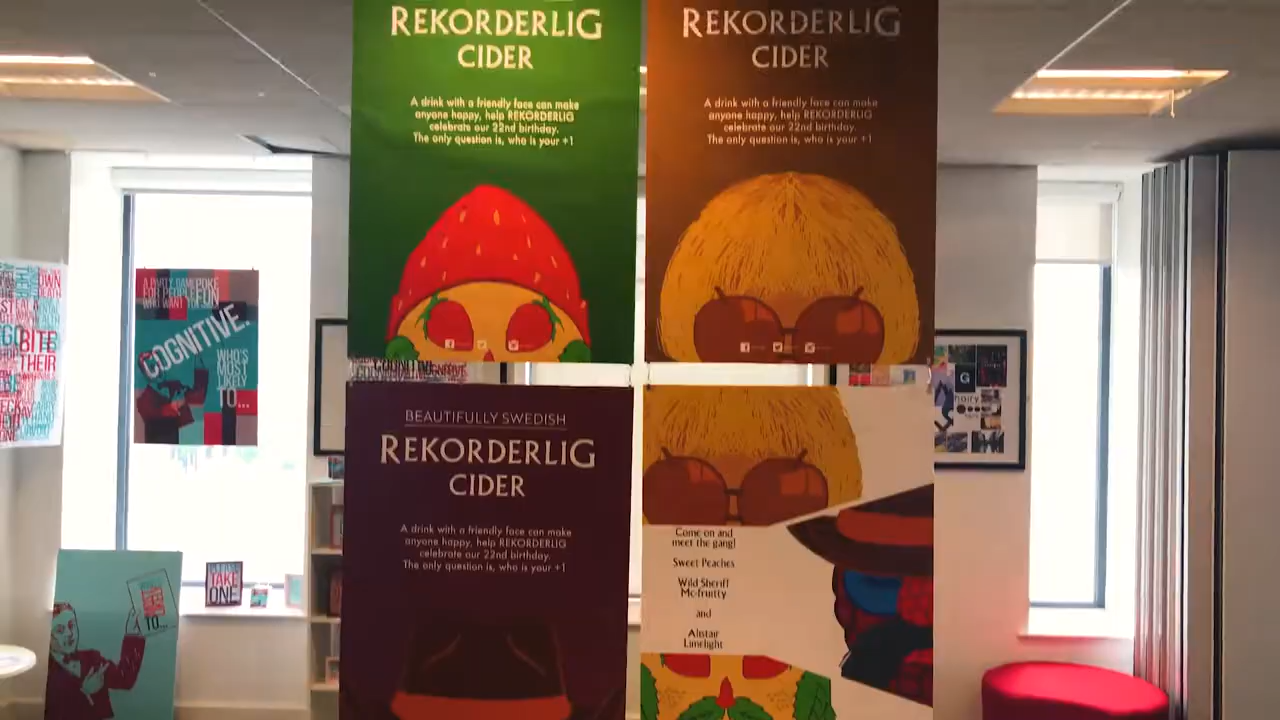 REKORDERLIG
CIDER
A drink with a friendly face can make
anyone happy, help REKORDERLIG
celebrate our 22nd birthday.
The only question is, who is your +1
REKORDERLIG
CIDER
A drink with a friendly face can make
anyone happy, help REKORDERLIG
celebrate our 22nd birthday.
The only question is, who is your +1
BEAUTIFULLY SWEDISH
REKORDERLIG
CIDER
A drink with a friendly face can make
anyone happy, help REKORDERLIG
celebrate our 22nd birthday.
The only question is, who is your +1
Come on and
meet the gang!
Sweet Peaches
Wild Sheriff
Mc-fruitty
and
Alistair
Limelight
COGNITIVE.
WHO'S
MOST
LIKELY
TO...
BITE
THEIR
TAKE
ONE
TO...
COGNITIVE
G